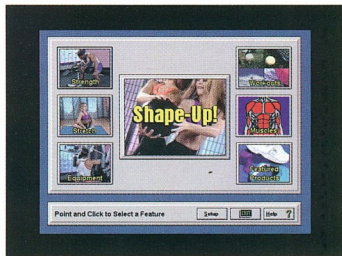 Strength
Workouts
Shape-Up!
Stretch
Muscles
Equipment
Featured
Products
Point and Click to Select a Feature
Setup
EXIT
Help ?